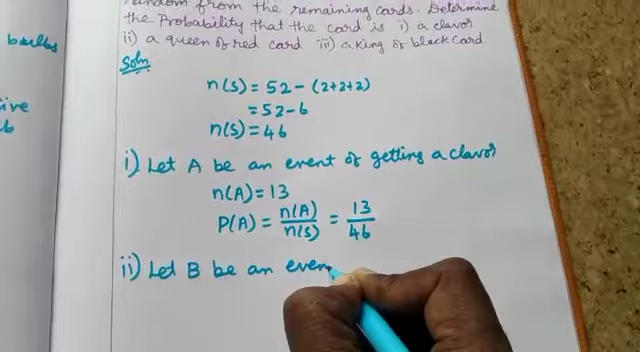 random from the remaining cards. Determine
the Probability that the card is i) a clavor
ii) a queen of red card iii) a king of black card.
Soln
n(S) = 52 - (2+2+2)
= 52 - 6
n(S) = 46
i) Let A be an event of getting a clavor
n(A) = 13
P(A) = n(A)/n(S) = 13/46
ii) Let B be an even
bulbs
ive
b